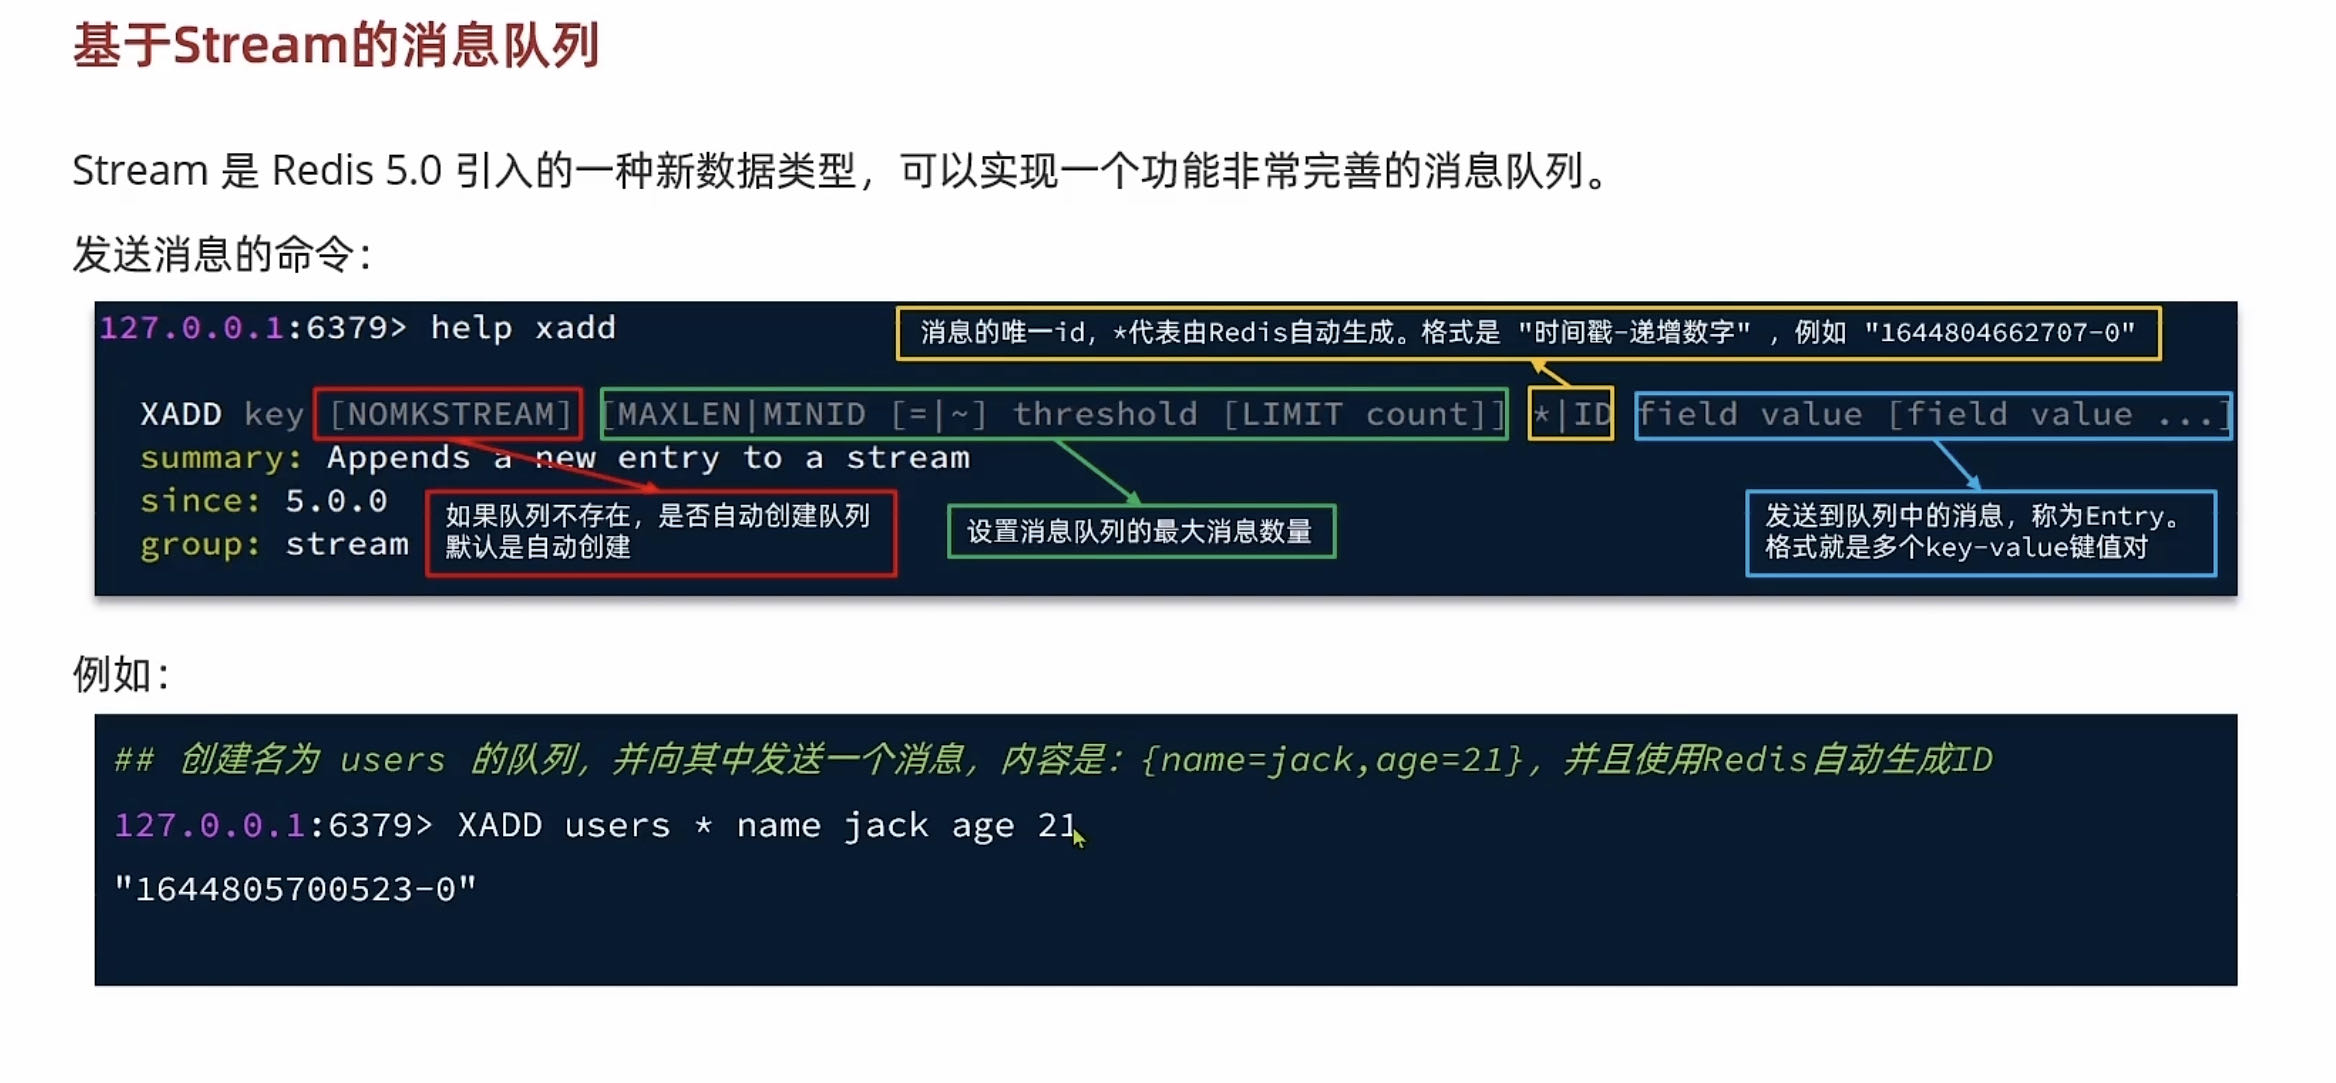 基于Stream的消息队列
Stream 是 Redis 5.0 引入的一种新数据类型，可以实现一个功能非常完善的消息队列。
发送消息的命令：
127.0.0.1:6379> help xadd
消息的唯一id，*代表由Redis自动生成。格式是 "时间戳-递增数字" ，例如 "1644804662707-0"
XADD key [NOMKSTREAM] [MAXLEN|MINID [=|~] threshold [LIMIT count]] *|ID field value [field value ...]
summary: Appends a new entry to a stream
since: 5.0.0
group: stream
如果队列不存在，是否自动创建队列
默认是自动创建
设置消息队列的最大消息数量
发送到队列中的消息，称为Entry。
格式就是多个key-value键值对
例如：
## 创建名为 users 的队列，并向其中发送一个消息，内容是：{name=jack,age=21}，并且使用Redis自动生成ID
127.0.0.1:6379> XADD users * name jack age 21
"1644805700523-0"